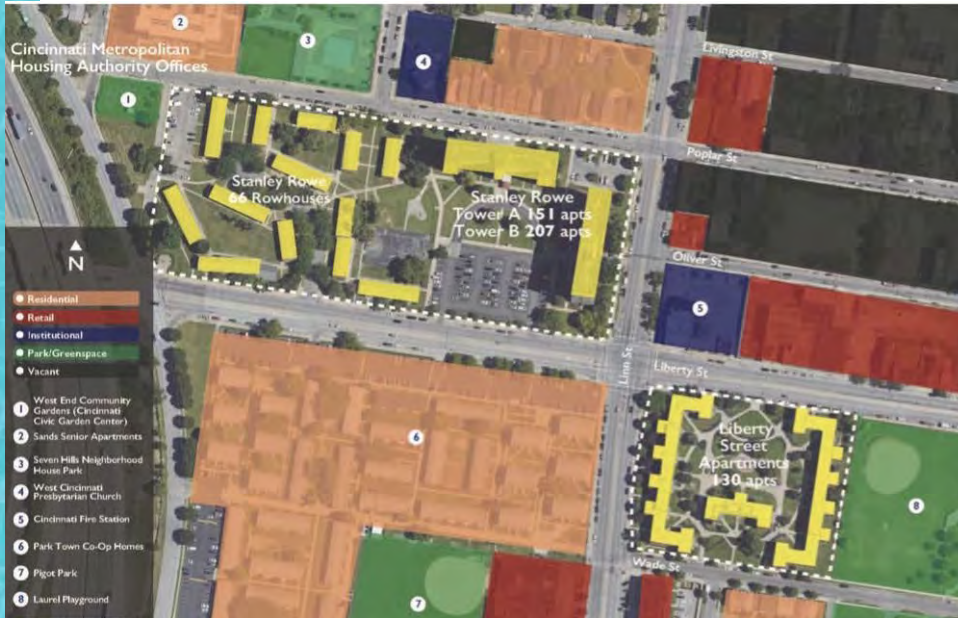 2
3
4
1
Cincinnati Metropolitan
Housing Authority Offices
Livingston St
Poplar St
Stanley Rowe
66 Rowhouses
Stanley Rowe
Tower A 151 apts
Tower B 207 apts
Oliver St
5
Linn St
Liberty St
6
Liberty
Street
Apartments
130 apts
8
Wade St
7
N
Residential
Retail
Institutional
Park/Greenspace
Vacant
1 West End Community
Gardens (Cincinnati
Civic Garden Center)
2 Sands Senior Apartments
3 Seven Hills Neighborhood
House Park
4 West Cincinnati
Presbytarian Church
5 Cincinnati Fire Station
6 Park Town Co-Op Homes
7 Pigot Park
8 Laurel Playground